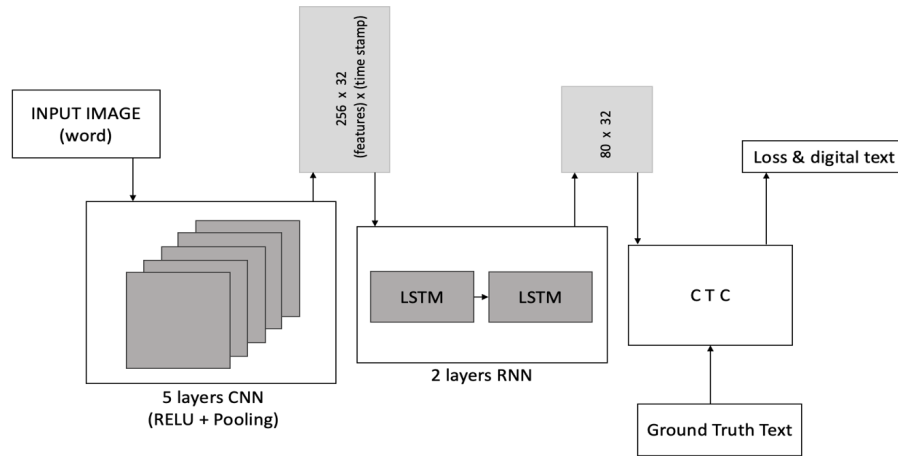 INPUT IMAGE
(word)
256 x 32
(features) x (time stamp)
80 x 32
Loss & digital text
LSTM
LSTM
C T C
5 layers CNN
(RELU + Pooling)
2 layers RNN
Ground Truth Text